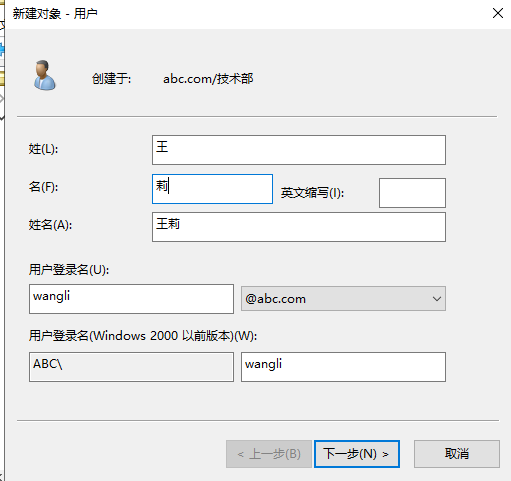 新建对象 - 用户
创建于: abc.com/技术部
姓(L): 王
名(F): 莉 英文缩写(I):
姓名(A): 王莉
用户登录名(U):
wangli @abc.com
用户登录名(Windows 2000 以前版本)(W):
ABC\ wangli
< 上一步(B) 下一步(N) > 取消